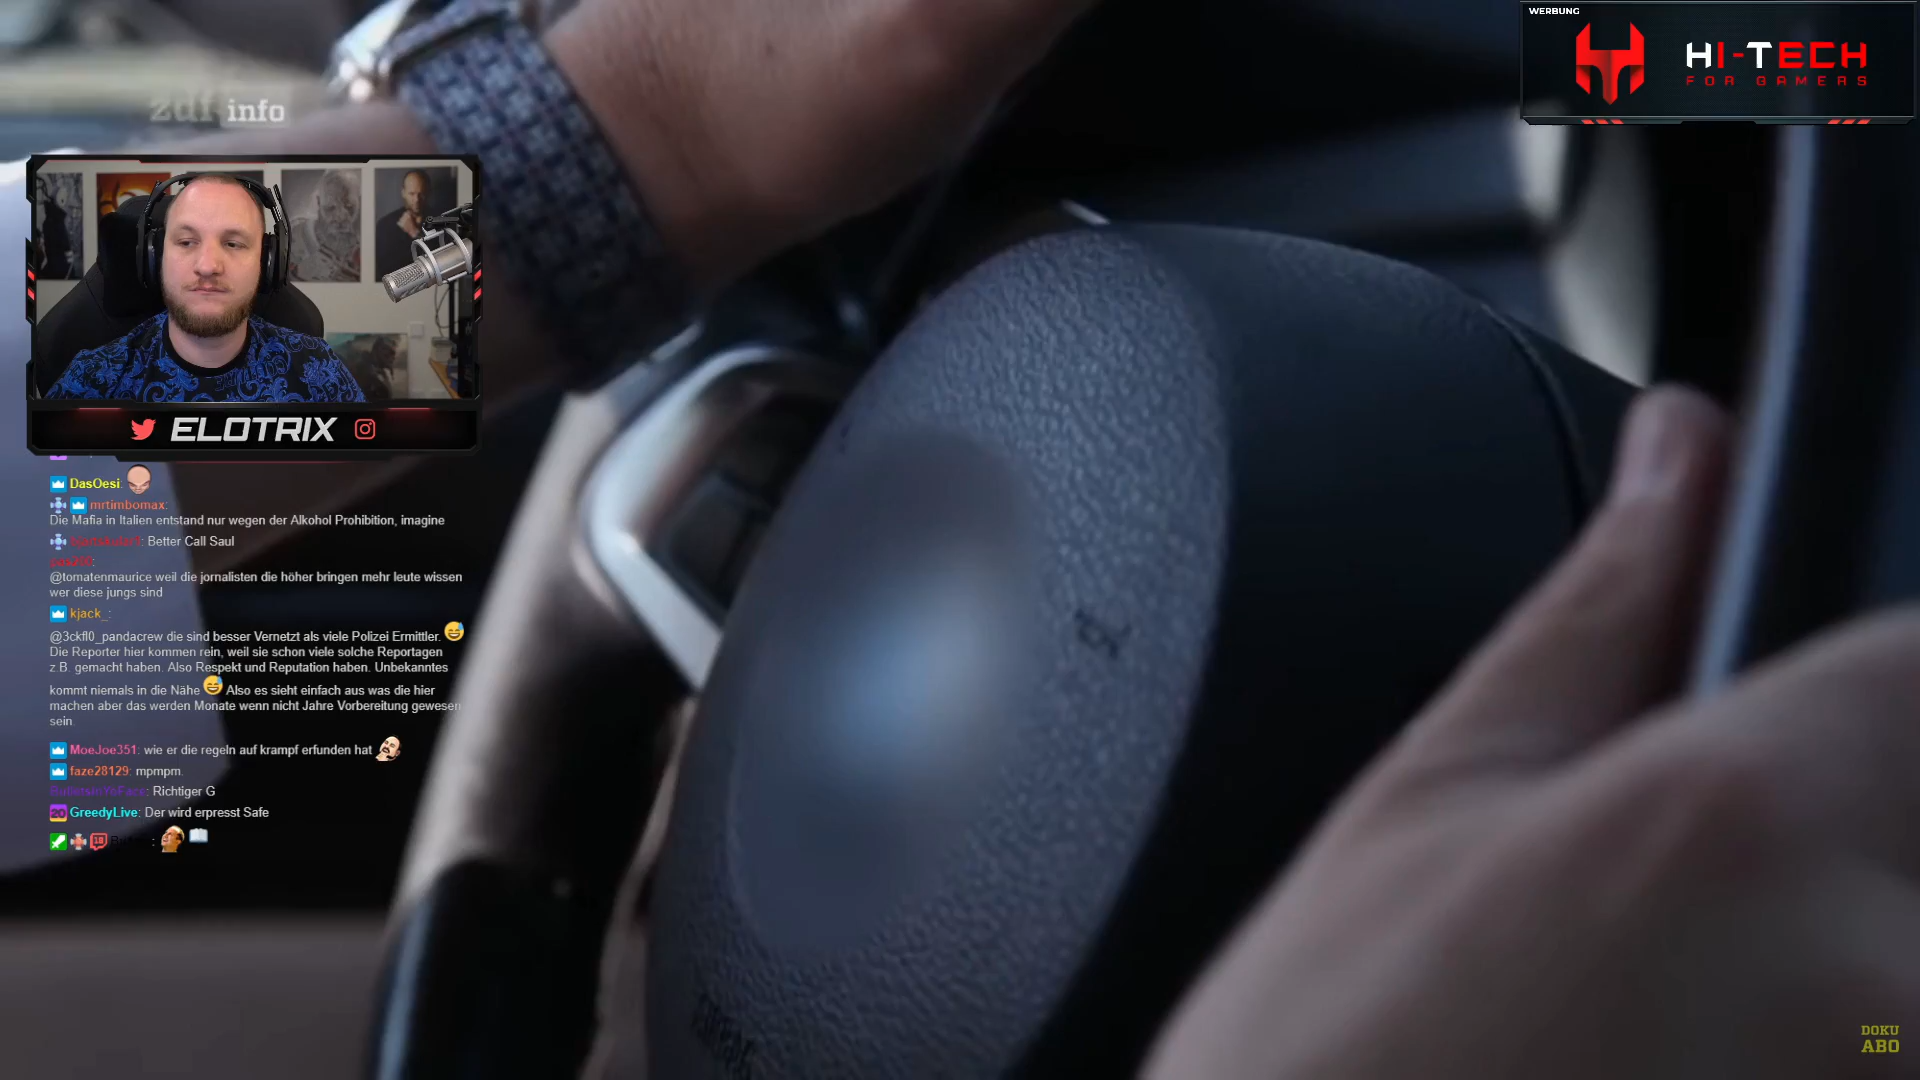 WERBUNG
HI-TECH
FOR GAMERS
zdf info
ELOTRIX
DasOesi:
mrtimbomax:
Die Mafia in Italien entstand nur wegen der Alkohol Prohibition, imagine
: Better Call Saul
@tomatenmaurice weil die jornalisten die höher bringen mehr leute wissen
wer diese jungs sind
kjack_:
@3ckfl0_pandacrew die sind besser Vernetzt als viele Polizei Ermittler.
Die Reporter hier kommen rein, weil sie schon viele solche Reportagen
z.B. gemacht haben. Also Respekt und Reputation haben. Unbekanntes
kommt niemals in die Nähe Also es sieht einfach aus was die hier
machen aber das werden Monate wenn nicht Jahre Vorbereitung gewesen
sein.
MoeJoe351: wie er die regeln auf krampf erfunden hat
faze28129: mpmpm.
BulletsInYoFace: Richtiger G
GreedyLive: Der wird erpresst Safe
DOKU
ABO